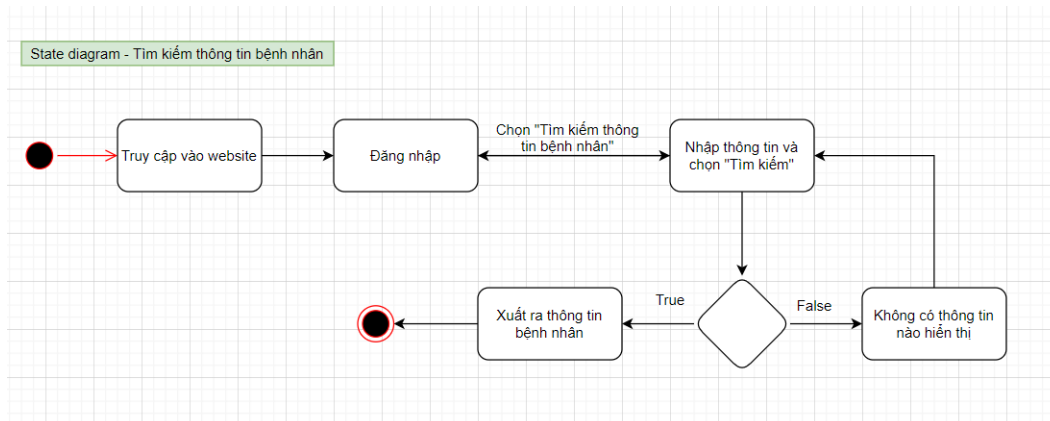 State diagram - Tìm kiếm thông tin bệnh nhân
Truy cập vào website
Đăng nhập
Chọn "Tìm kiếm thông
tin bệnh nhân"
Nhập thông tin và
chọn "Tìm kiếm"
Xuất ra thông tin
bệnh nhân
True
False
Không có thông tin
nào hiển thị